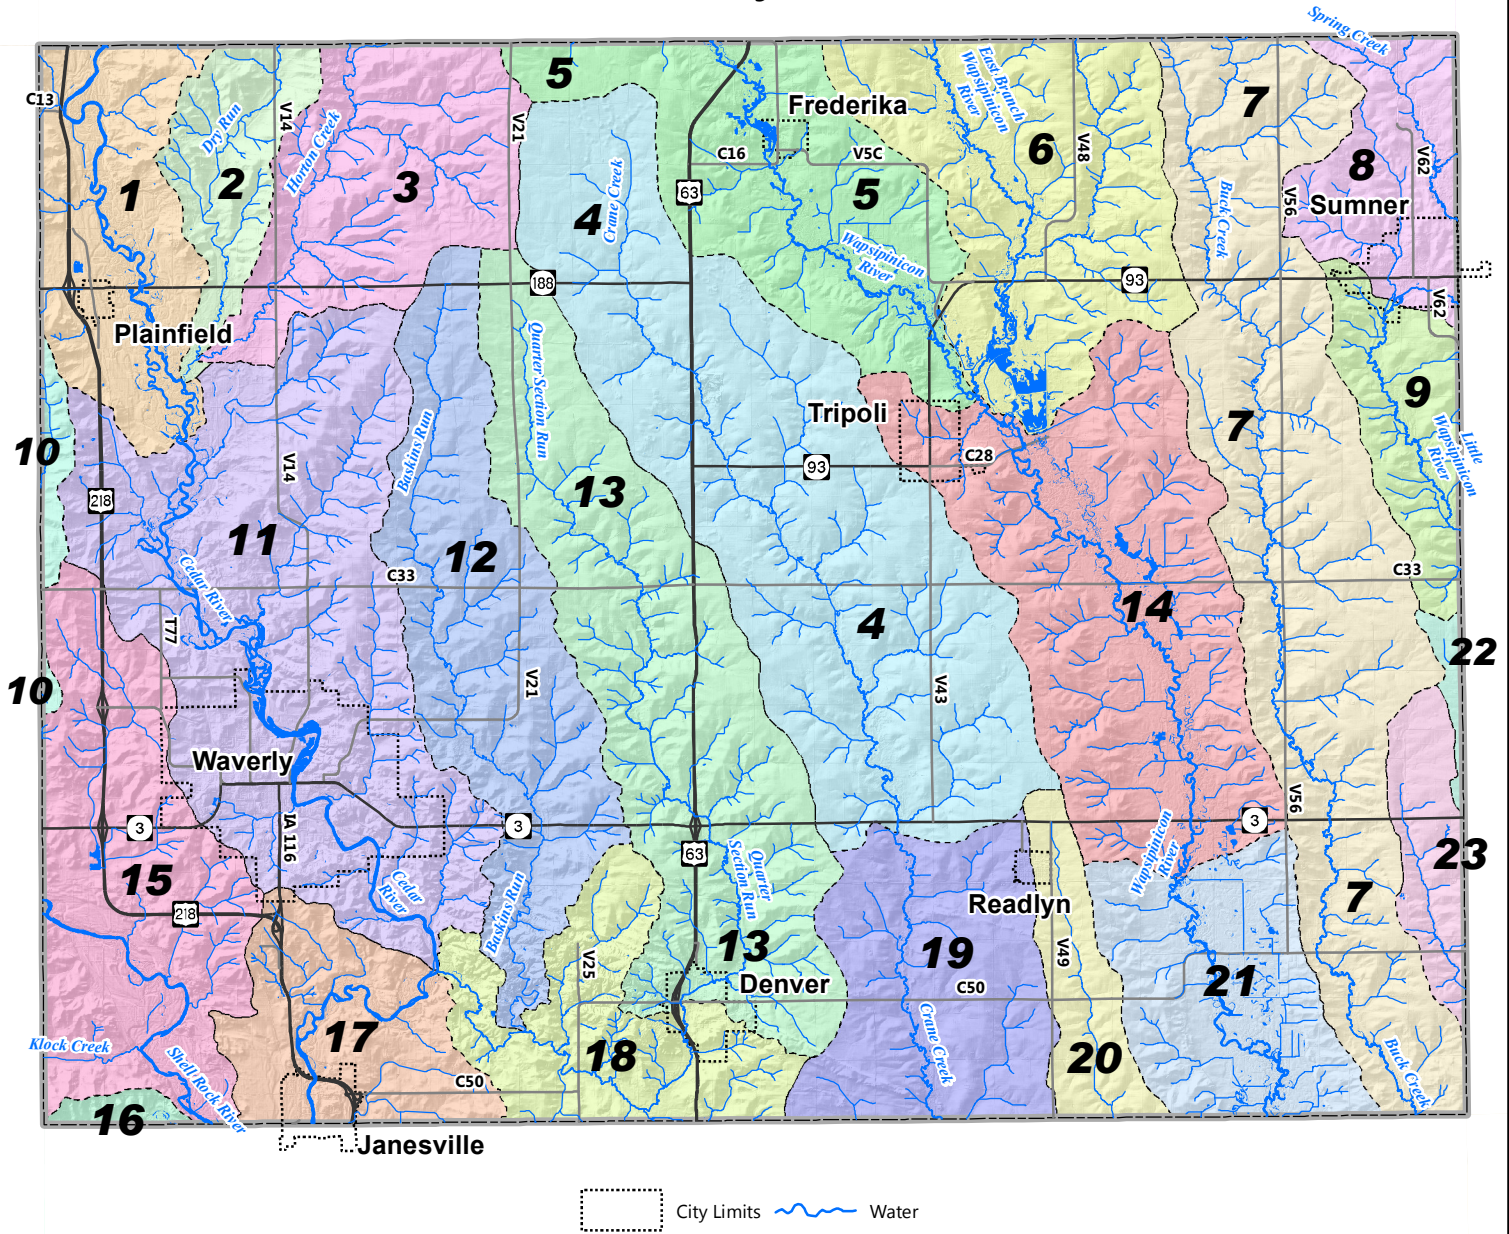 Spring Creek
5
East Branch
Wapsipinicon
River
7
C13
V14
Dry Run
Horton Creek
V21
Frederika
C16
V5C
6
V48
8
V62
1
2
3
4
Crane Creek
63
5
Buck Creek
V56
Sumner
Wapsipinicon
River
188
93
V62
Plainfield
Quarter Section Run
Tripoli
9
10
Baskins Run
7
Little
Wapsipinicon
River
V14
93
C28
218
13
11
12
C33
C33
Cedar River
14
T77
4
22
10
V21
V43
Waverly
V56
3
IA 116
3
63
3
Wapsipinicon
River
23
15
Cedar
River
Quarter
Section Run
7
218
Baskins Run
Readlyn
13
19
V25
V49
Denver
C50
21
Klock Creek
17
Crane Creek
18
20
Shell Rock River
C50
Buck Creek
16
Janesville
City Limits
Water